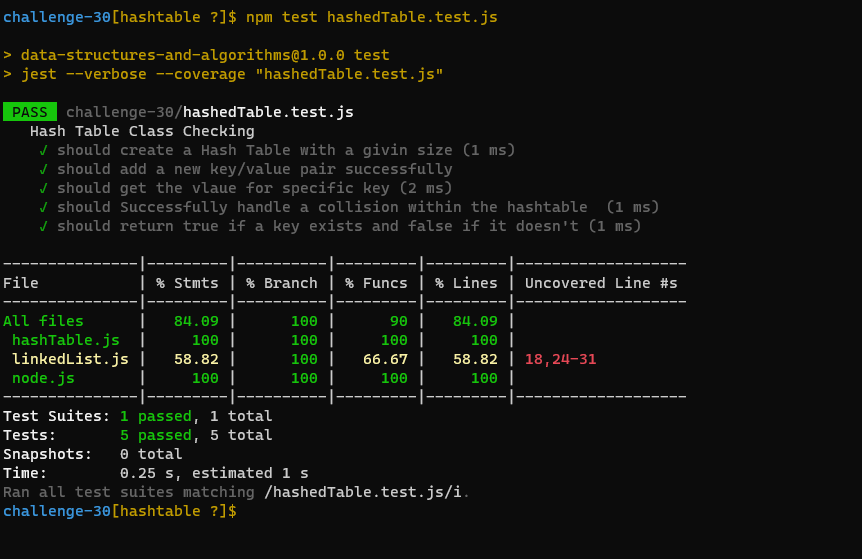 challenge-30[hashtable ?]$ npm test hashedTable.test.js
> data-structures-and-algorithms@1.0.0 test
> jest --verbose --coverage "hashedTable.test.js"
PASS challenge-30/hashedTable.test.js
Hash Table Class Checking
√ should create a Hash Table with a givin size (1 ms)
√ should add a new key/value pair successfully
√ should get the vlaue for specific key (2 ms)
√ should Successfully handle a collision within the hashtable  (1 ms)
√ should return true if a key exists and false if it doesn't (1 ms)
---------------|---------|----------|---------|---------|-------------------
File           | % Stmts | % Branch | % Funcs | % Lines | Uncovered Line #s
---------------|---------|----------|---------|---------|-------------------
All files      |   84.09 |      100 |      90 |   84.09 |
 hashTable.js  |     100 |      100 |     100 |     100 |
 linkedList.js |   58.82 |      100 |   66.67 |   58.82 | 18,24-31
 node.js       |     100 |      100 |     100 |     100 |
---------------|---------|----------|---------|---------|-------------------
Test Suites: 1 passed, 1 total
Tests:       5 passed, 5 total
Snapshots:   0 total
Time:        0.25 s, estimated 1 s
Ran all test suites matching /hashedTable.test.js/i.
challenge-30[hashtable ?]$